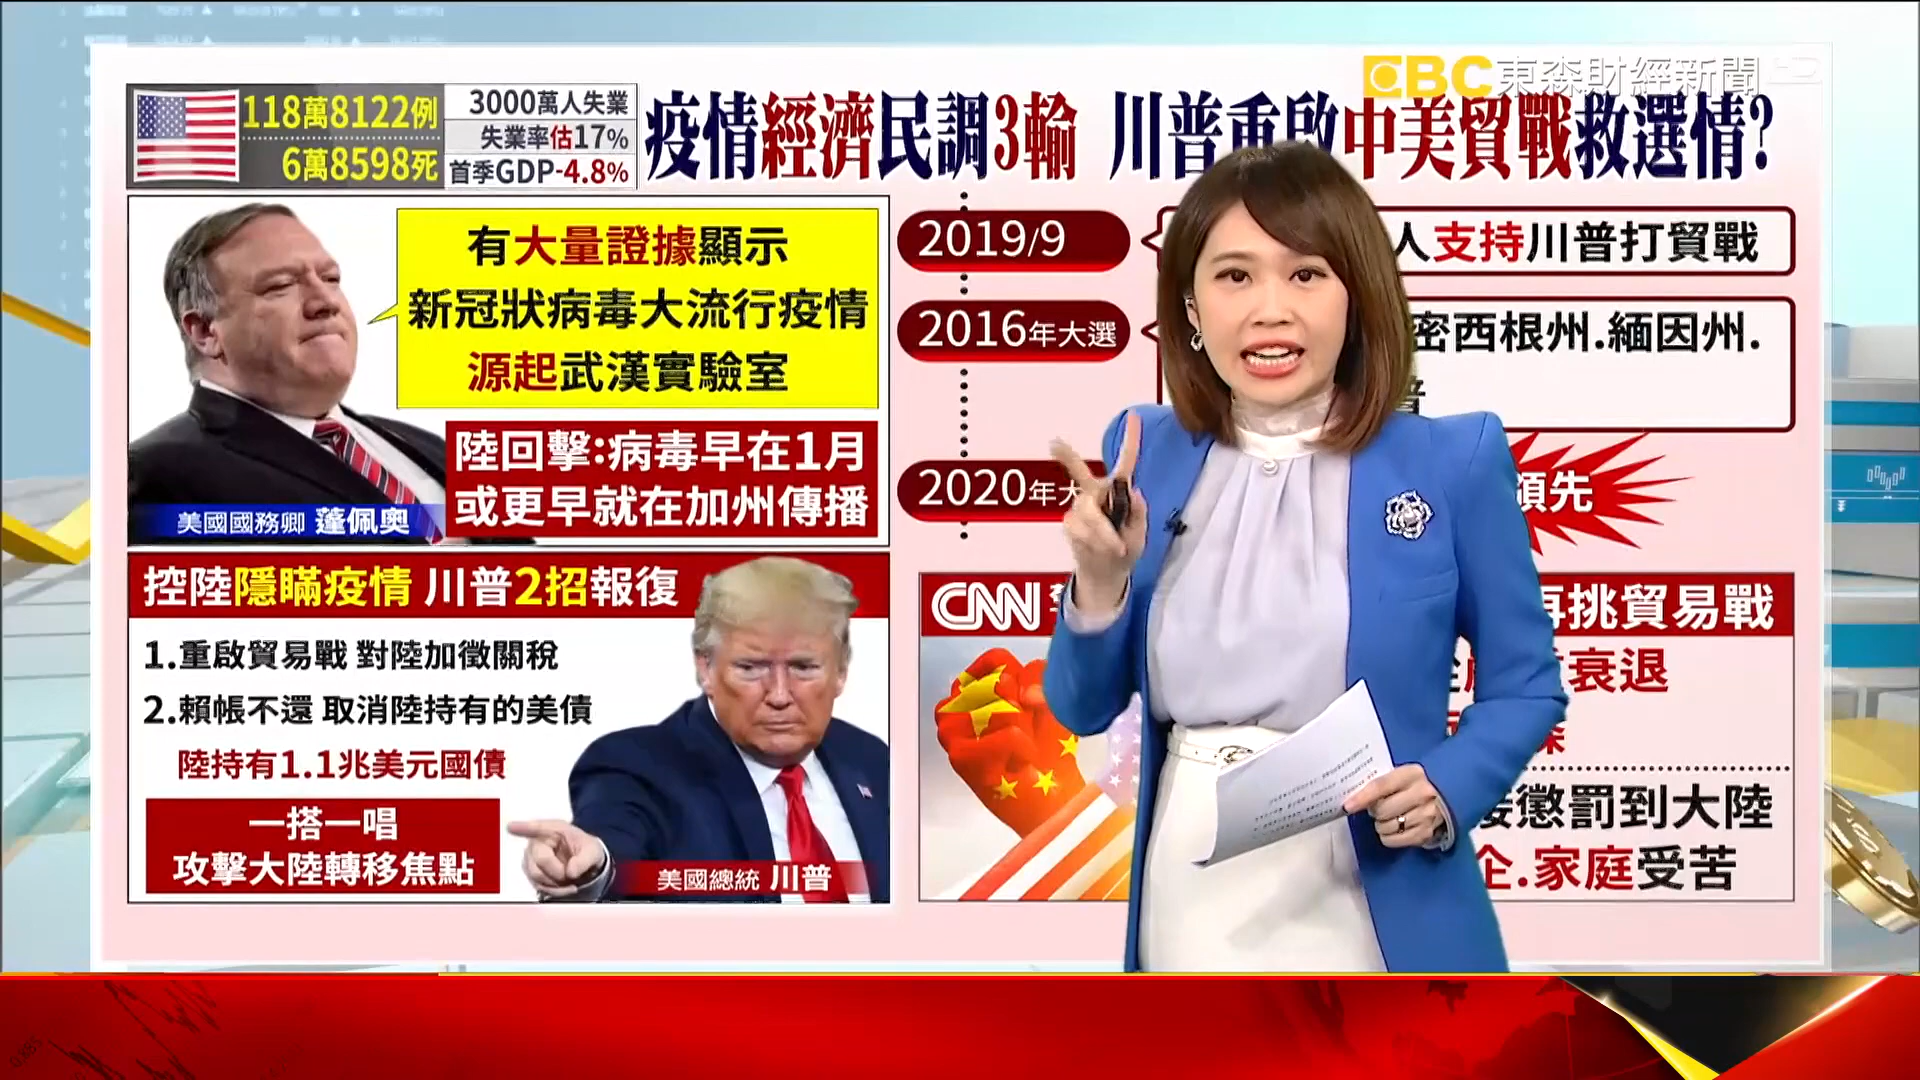 EBC 東森財經新聞
118萬8122例
6萬8598死
3000萬人失業
失業率估17%
首季GDP-4.8%
疫情經濟民調3輪 川普重啟中美貿戰救選情?
有大量證據顯示
新冠狀病毒大流行疫情
源起武漢實驗室
陸回擊:病毒早在1月
或更早就在加州傳播
美國國務卿 蓬佩奧
控陸隱瞞疫情 川普2招報復
1.重啟貿易戰 對陸加徵關稅
2.賴帳不還 取消陸持有的美債
陸持有1.1兆美元國債
一搭一唱
攻擊大陸轉移焦點
美國總統 川普
2019/9
人支持川普打貿戰
2016年大選
密西根州.緬因州.
2020年大
領先
CNN
再挑貿易戰
衰退
懲罰到大陸
企.家庭受苦